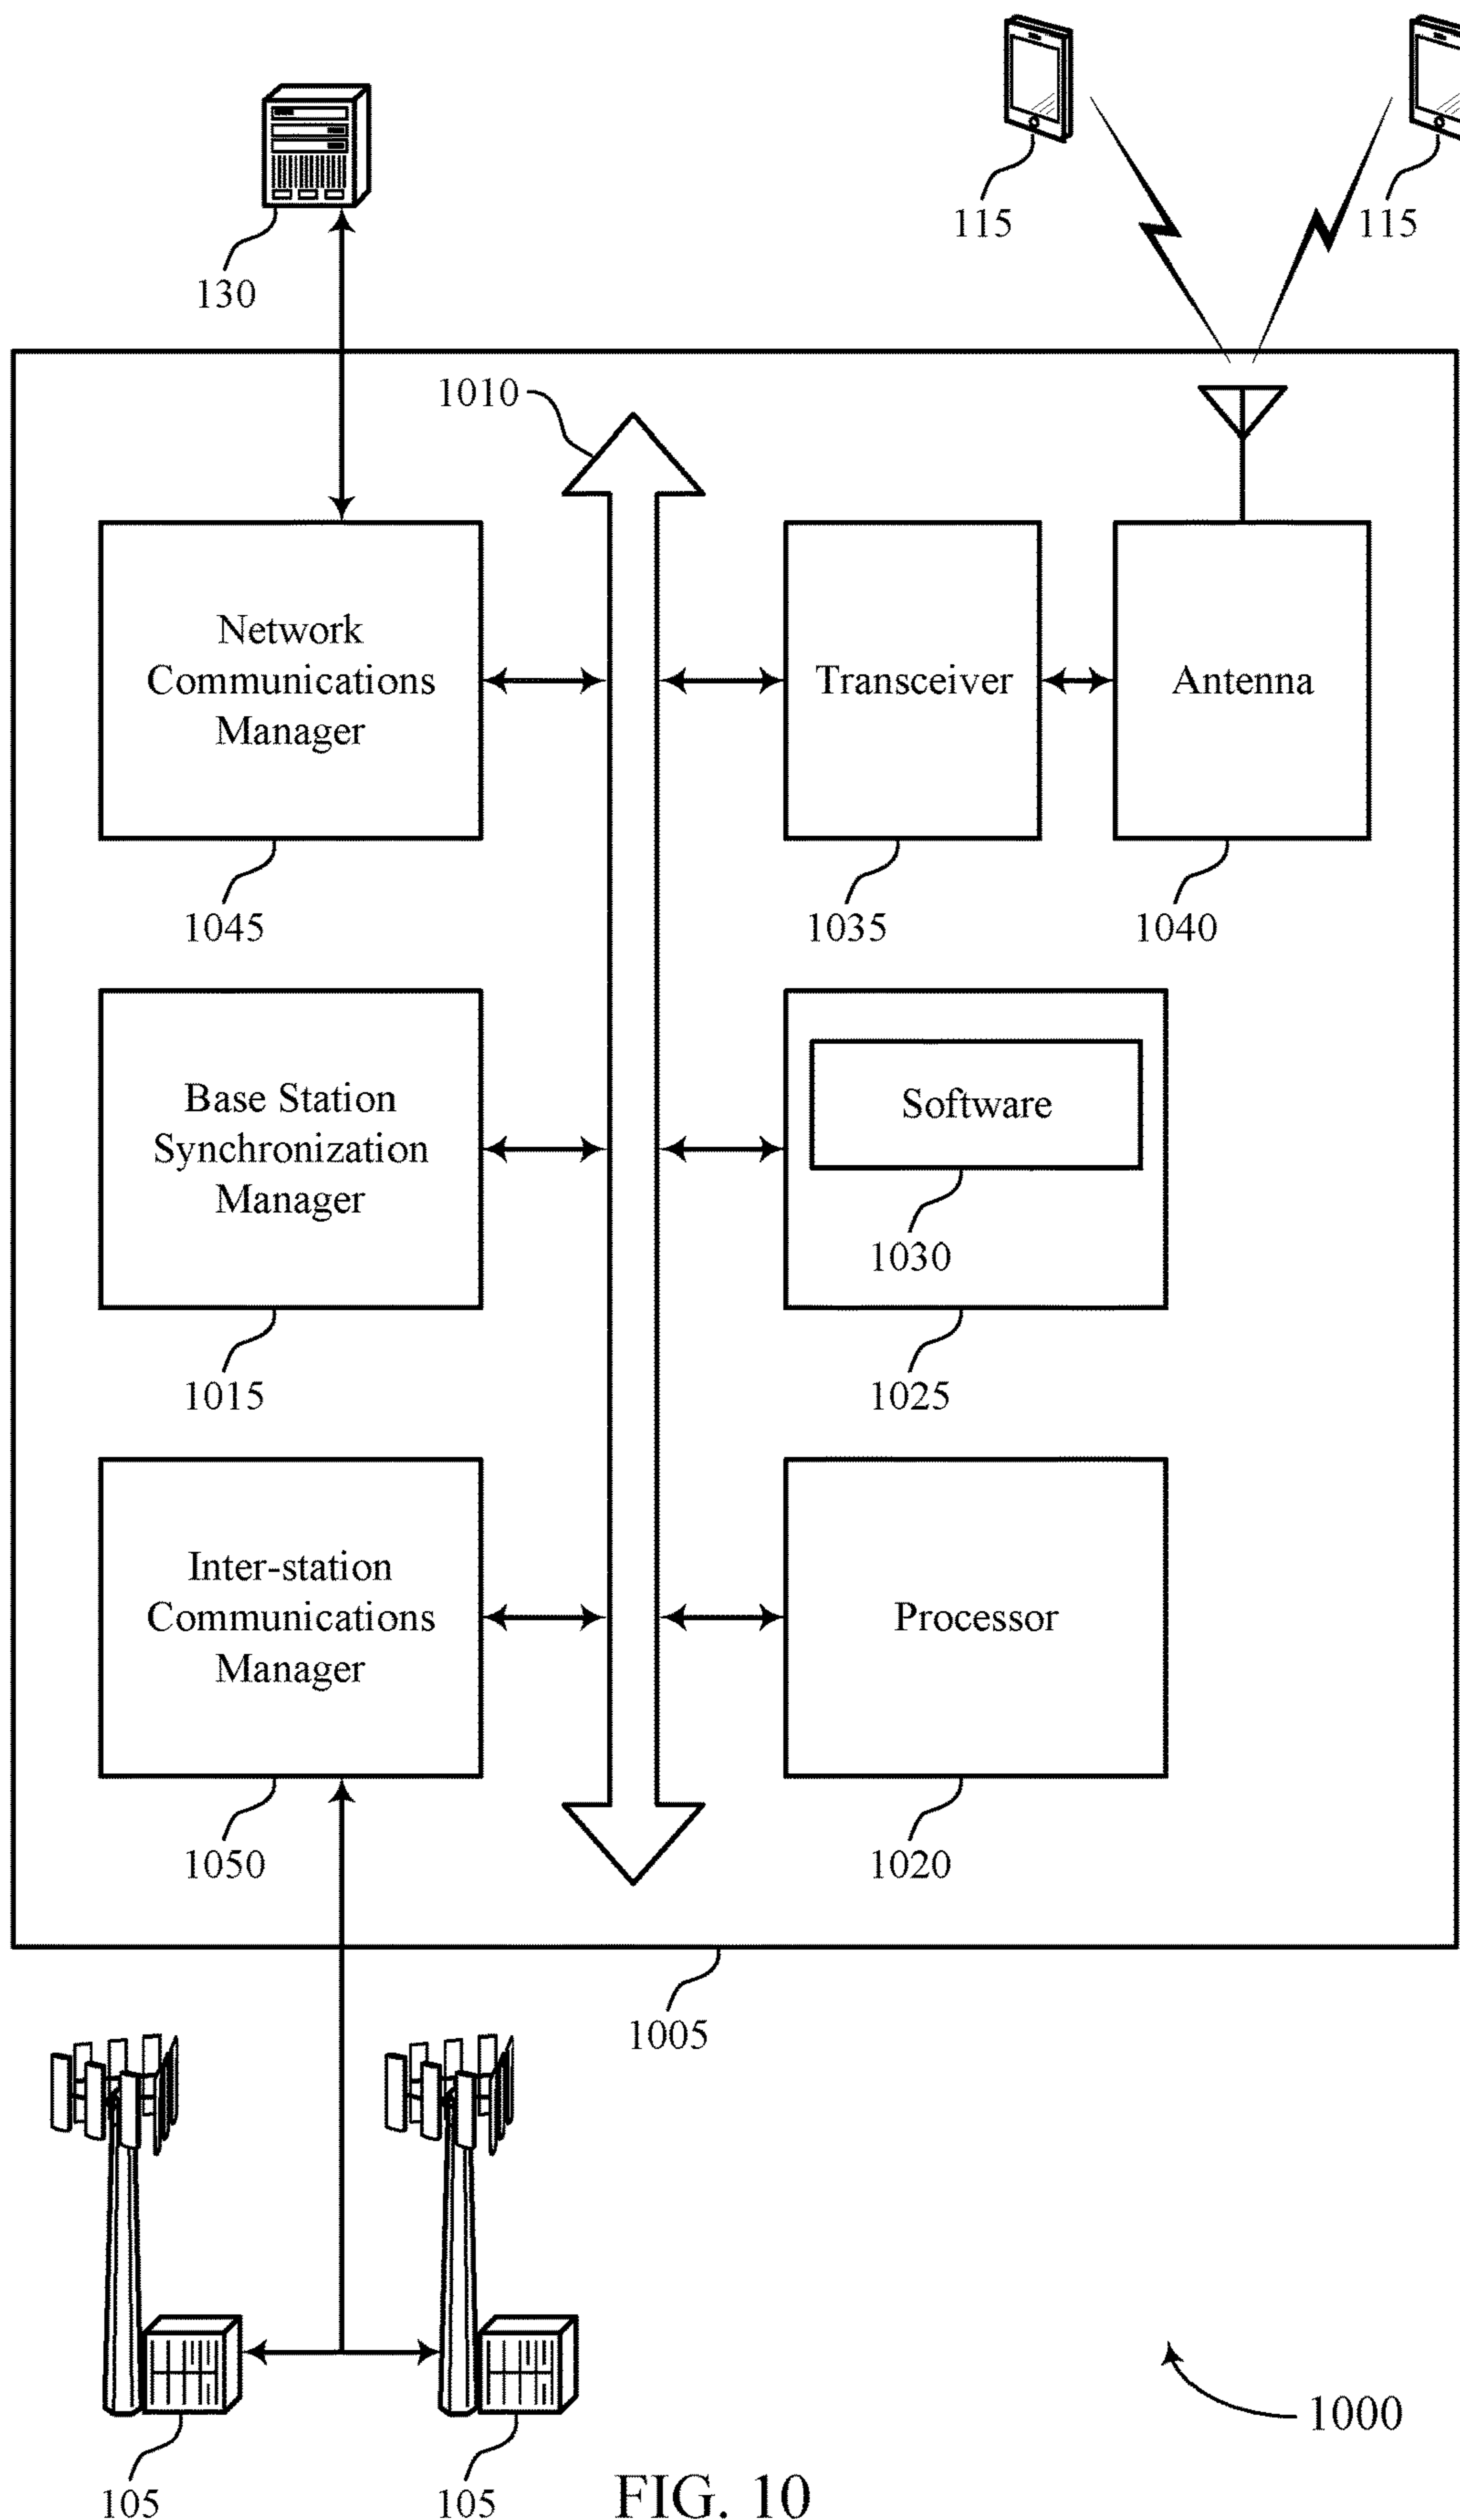 115
115
130
1010
Network
Communications
Manager
Transceiver
Antenna
1045
1035
1040
Base Station
Synchronization
Manager
Software
1030
1015
1025
Inter-station
Communications
Manager
Processor
1050
1020
1005
105
105
1000
FIG. 10